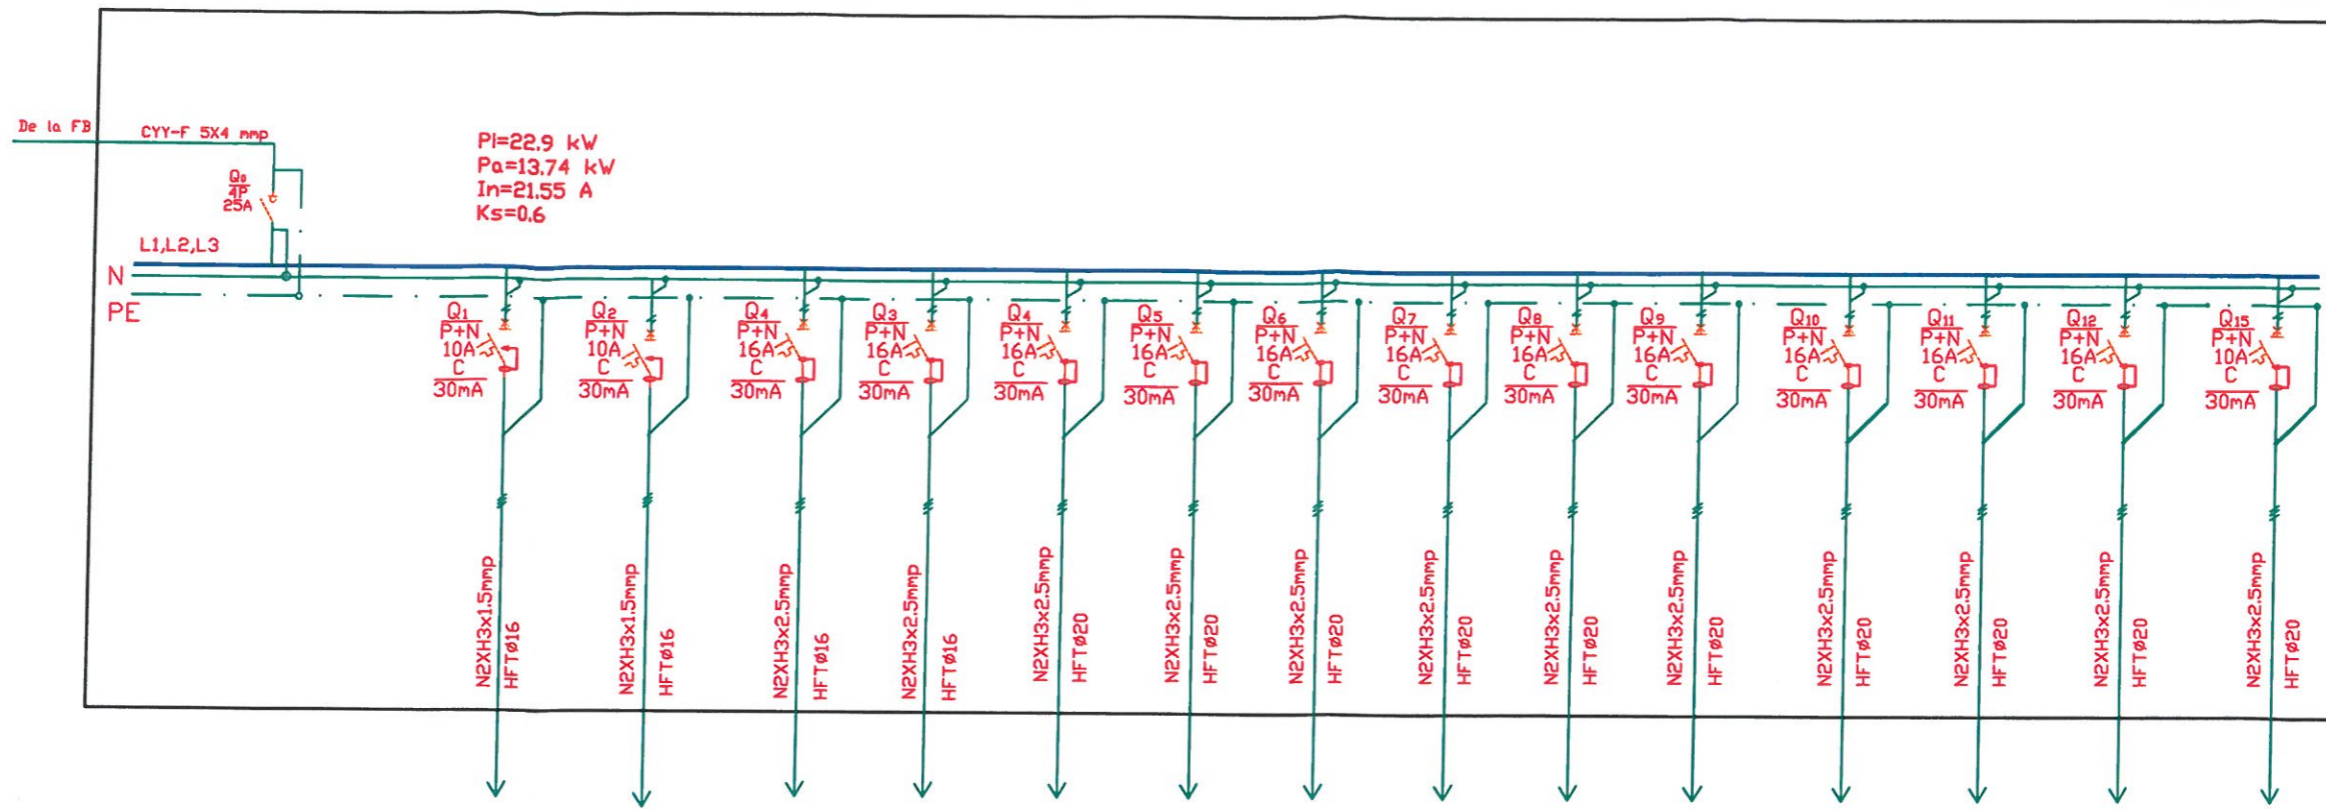 De la FB
CYY-F 5X4 mmp
Q0
4P
25A
Pi=22.9 kW
Pa=13.74 kW
In=21.55 A
Ks=0.6
L1,L2,L3
N
PE
Q1
P+N
10A
C
30mA
Q2
P+N
10A
C
30mA
Q4
P+N
16A
C
30mA
Q3
P+N
16A
C
30mA
Q4
P+N
16A
C
30mA
Q5
P+N
16A
C
30mA
Q6
P+N
16A
C
30mA
Q7
P+N
16A
C
30mA
Q8
P+N
16A
C
30mA
Q9
P+N
16A
C
30mA
Q10
P+N
16A
C
30mA
Q11
P+N
16A
C
30mA
Q12
P+N
16A
C
30mA
Q15
P+N
10A
C
30mA
N2XH3x1.5mmp
HFTø16
N2XH3x1.5mmp
HFTø16
N2XH3x2.5mmp
HFTø16
N2XH3x2.5mmp
HFTø16
N2XH3x2.5mmp
HFTø20
N2XH3x2.5mmp
HFTø20
N2XH3x2.5mmp
HFTø20
N2XH3x2.5mmp
HFTø20
N2XH3x2.5mmp
HFTø20
N2XH3x2.5mmp
HFTø20
N2XH3x2.5mmp
HFTø20
N2XH3x2.5mmp
HFTø20
N2XH3x2.5mmp
HFTø20
N2XH3x2.5mmp
HFTø20